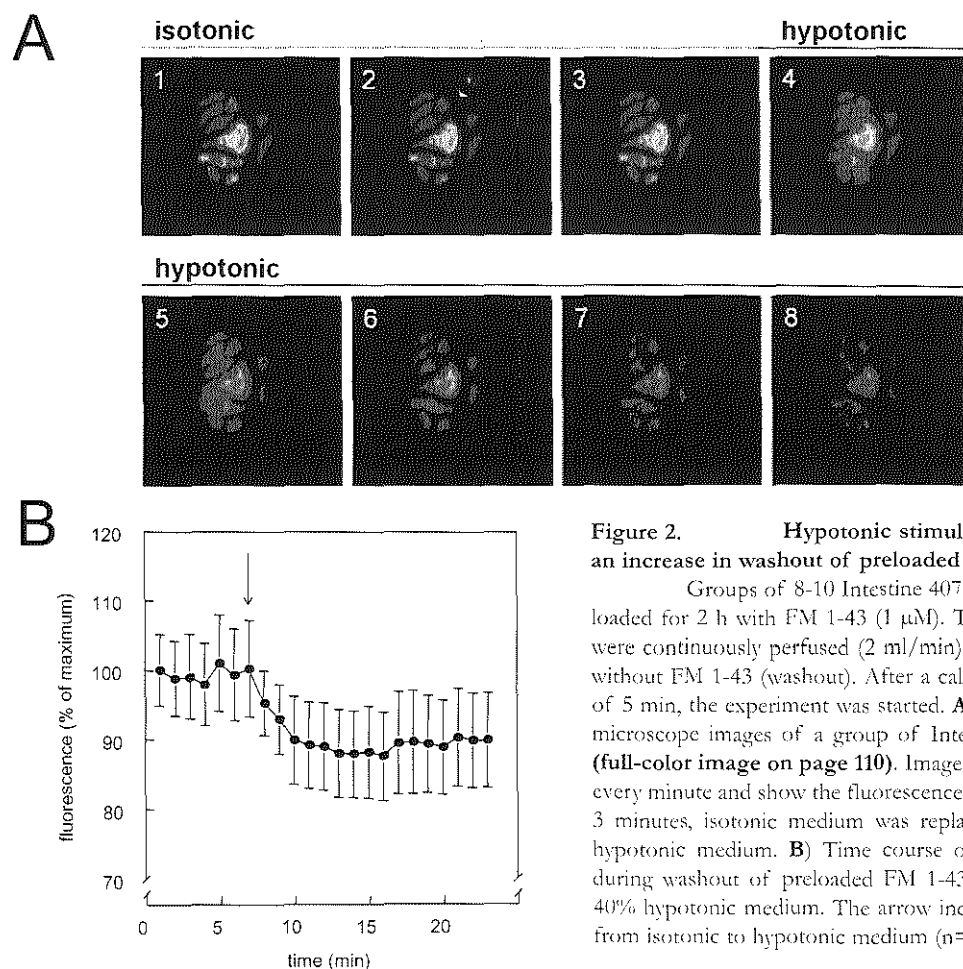 A
isotonic
hypotonic
1
2
3
4
hypotonic
5
6
7
8
B
120
110
100
90
80
70
fluorescence (% of maximum)
0
5
10
15
20
time (min)
Figure 2. Hypotonic stimul
an increase in washout of preloaded
Groups of 8-10 Intestine 407
loaded for 2 h with FM 1-43 (1 µM). T
were continuously perfused (2 ml/min)
without FM 1-43 (washout). After a cal
of 5 min, the experiment was started. A
microscope images of a group of Inte
(full-color image on page 110). Image
every minute and show the fluorescence
3 minutes, isotonic medium was repla
hypotonic medium. B) Time course o
during washout of preloaded FM 1-43
40% hypotonic medium. The arrow inc
from isotonic to hypotonic medium (n=